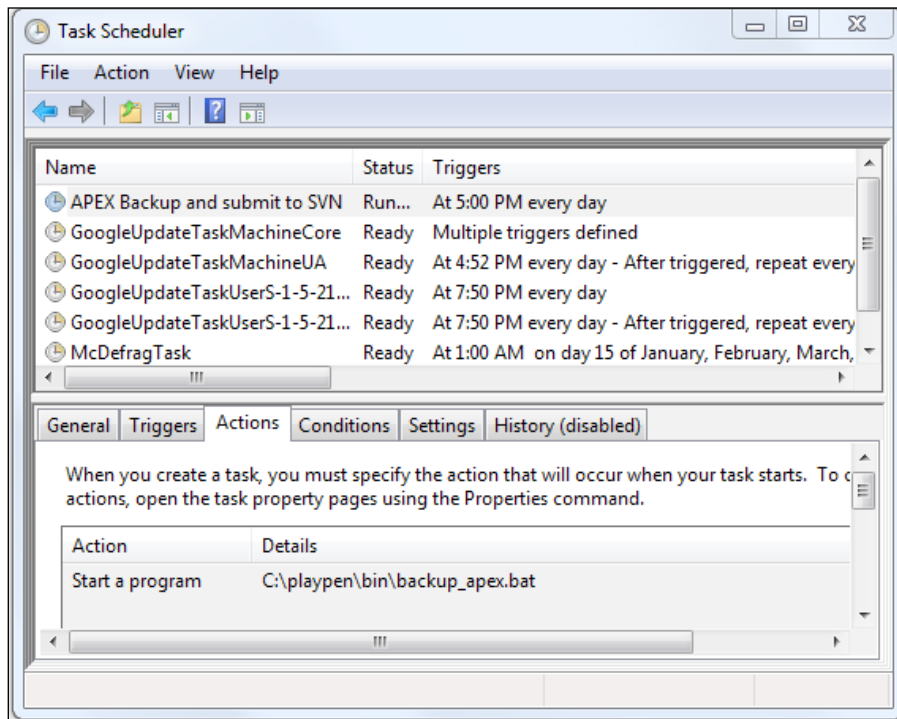 Task Scheduler
File Action View Help
Name Status Triggers
APEX Backup and submit to SVN Run... At 5:00 PM every day
GoogleUpdateTaskMachineCore Ready Multiple triggers defined
GoogleUpdateTaskMachineUA Ready At 4:52 PM every day - After triggered, repeat every
GoogleUpdateTaskUserS-1-5-21... Ready At 7:50 PM every day
GoogleUpdateTaskUserS-1-5-21... Ready At 7:50 PM every day - After triggered, repeat every
McDefragTask Ready At 1:00 AM on day 15 of January, February, March,
General Triggers Actions Conditions Settings History (disabled)
When you create a task, you must specify the action that will occur when your task starts. To
actions, open the task property pages using the Properties command.
Action Details
Start a program C:\playpen\bin\backup_apex.bat